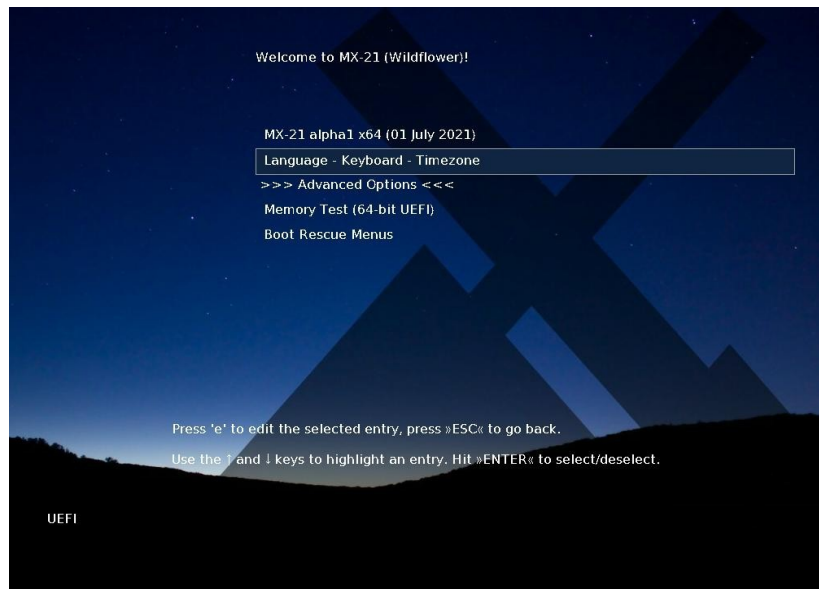 Welcome to MX-21 (Wildflower)!
MX-21 alpha1 x64 (01 July 2021)
Language - Keyboard - Timezone
>>> Advanced Options <<<
Memory Test (64-bit UEFI)
Boot Rescue Menus
Press 'e' to edit the selected entry, press »ESC« to go back.
Use the ↑ and ↓ keys to highlight an entry. Hit »ENTER« to select/deselect.
UEFI